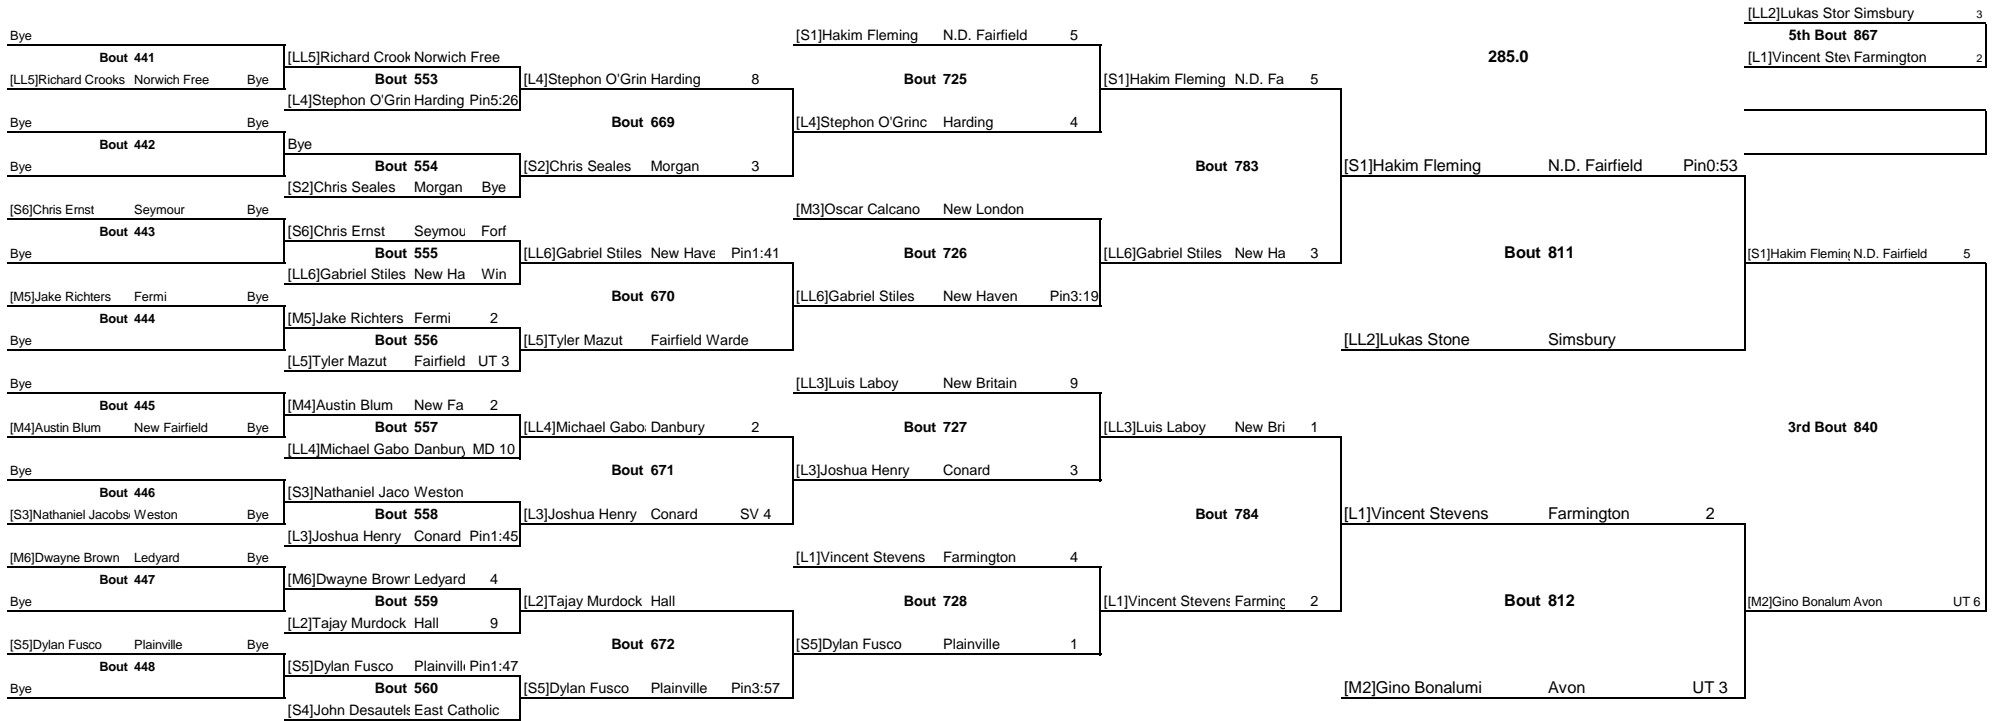 [LL2]Lukas Stor Simsbury 3
Bye [S1]Hakim Fleming N.D. Fairfield 5 5th Bout 867
Bout 441 [LL5]Richard Crook Norwich Free 285.0 [L1]Vincent Stev Farmington 2
[LL5]Richard Crooks Norwich Free Bye Bout 553 [L4]Stephon O'Grin Harding 8 Bout 725 [S1]Hakim Fleming N.D. Fa 5
[L4]Stephon O'Grin Harding Pin5:26
Bye Bye Bout 669 [L4]Stephon O'Grinc Harding 4
Bout 442 Bye
Bye Bout 554 [S2]Chris Seales Morgan 3 Bout 783 [S1]Hakim Fleming N.D. Fairfield Pin0:53
[S2]Chris Seales Morgan Bye
[S6]Chris Ernst Seymour Bye [M3]Oscar Calcano New London
Bout 443 [S6]Chris Ernst Seymou Forf
Bye Bout 555 [LL6]Gabriel Stiles New Have Pin1:41 Bout 726 [LL6]Gabriel Stiles New Ha 3 Bout 811 [S1]Hakim Fleming N.D. Fairfield 5
[LL6]Gabriel Stiles New Ha Win
[M5]Jake Richters Fermi Bye Bout 670 [LL6]Gabriel Stiles New Haven Pin3:19
Bout 444 [M5]Jake Richters Fermi 2
Bye Bout 556 [L5]Tyler Mazut Fairfield Warde [LL2]Lukas Stone Simsbury
[L5]Tyler Mazut Fairfield UT 3
Bye [LL3]Luis Laboy New Britain 9
Bout 445 [M4]Austin Blum New Fa 2
[M4]Austin Blum New Fairfield Bye Bout 557 [LL4]Michael Gabo Danbury 2 Bout 727 [LL3]Luis Laboy New Bri 1 3rd Bout 840
[LL4]Michael Gabo Danbury MD 10
Bye Bout 671 [L3]Joshua Henry Conard 3
Bout 446 [S3]Nathaniel Jaco Weston
[S3]Nathaniel Jacobs Weston Bye Bout 558 [L3]Joshua Henry Conard SV 4 Bout 784 [L1]Vincent Stevens Farmington 2
[L3]Joshua Henry Conard Pin1:45
[M6]Dwayne Brown Ledyard Bye [L1]Vincent Stevens Farmington 4
Bout 447 [M6]Dwayne Brown Ledyard 4
Bye Bout 559 [L2]Tajay Murdock Hall Bout 728 [L1]Vincent Stevens Farming 2 Bout 812 [M2]Gino Bonalum Avon UT 6
[L2]Tajay Murdock Hall 9
[S5]Dylan Fusco Plainville Bye Bout 672 [S5]Dylan Fusco Plainville 1
Bout 448 [S5]Dylan Fusco Plainville Pin1:47
Bye Bout 560 [S5]Dylan Fusco Plainville Pin3:57 [M2]Gino Bonalumi Avon UT 3
[S4]John Desautels East Catholic